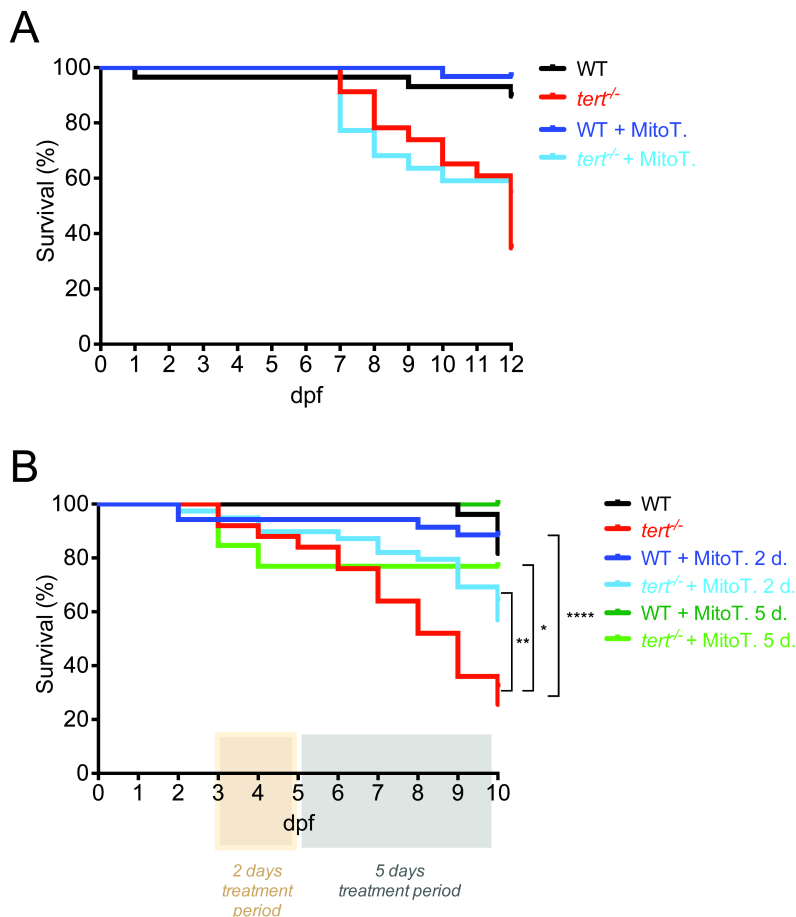 A
100
80
60
40
20
0
Survival (%)
0 1 2 3 4 5 6 7 8 9 10 11 12
dpf
WT
tert-/-
WT + MitoT.
tert-/- + MitoT.
B
100
80
60
40
20
0
Survival (%)
0 1 2 3 4 5 6 7 8 9 10
dpf
**
*
****
WT
tert-/-
WT + MitoT. 2 d.
tert-/- + MitoT. 2 d.
WT + MitoT. 5 d.
tert-/- + MitoT. 5 d.
2 days
treatment
period
5 days
treatment period